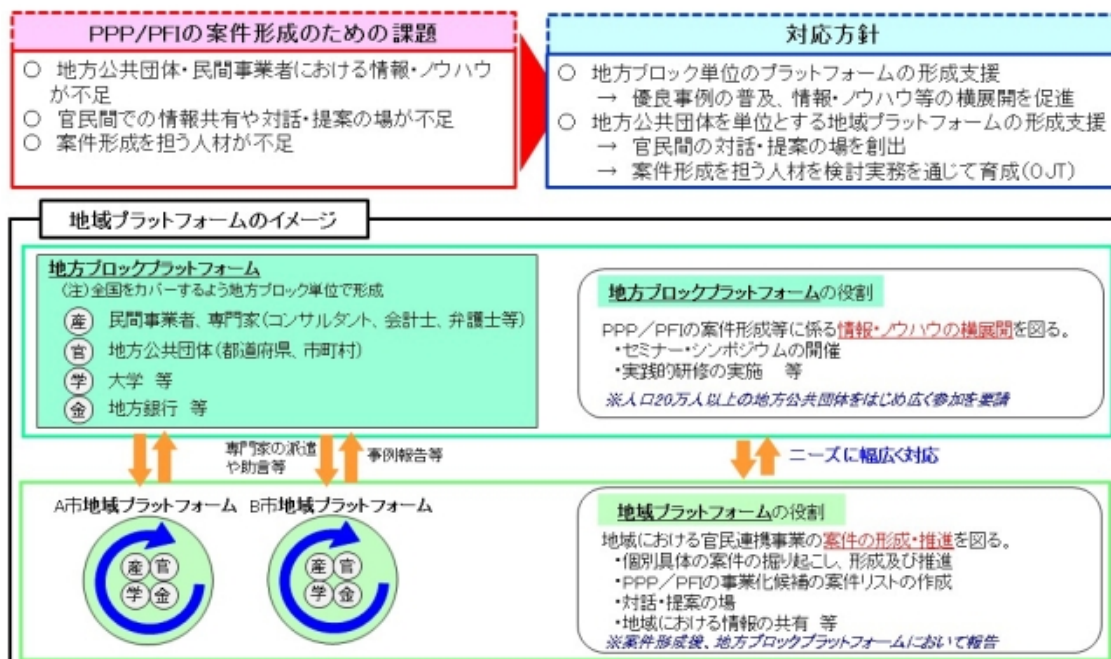 PPP/PFIの案件形成のための課題
○ 地方公共団体・民間事業者における情報・ノウハウ
が不足
○ 官民間での情報共有や対話・提案の場が不足
○ 案件形成を担う人材が不足
対応方針
○ 地方ブロック単位のプラットフォームの形成支援
→ 優良事例の普及、情報・ノウハウ等の横展開を促進
○ 地方公共団体を単位とする地域プラットフォームの形成支援
→ 官民間の対話・提案の場を創出
→ 案件形成を担う人材を検討実務を通じて育成(OJT)
地域プラットフォームのイメージ
地方ブロックプラットフォーム
(注)全国をカバーするよう地方ブロック単位で形成
産 民間事業者、専門家(コンサルタント、会計士、弁護士等)
官 地方公共団体(都道府県、市町村)
学 大学 等
金 地方銀行 等
地方ブロックプラットフォームの役割
PPP/PFIの案件形成等に係る情報・ノウハウの横展開を図る。
・セミナー・シンポジウムの開催
・実践的研修の実施 等
※人口20万人以上の地方公共団体をはじめ広く参加を要請
専門家の派遣
や助言等
事例報告等
ニーズに幅広く対応
A市地域プラットフォーム B市地域プラットフォーム
産 官 産 官
学 金 学 金
地域プラットフォームの役割
地域における官民連携事業の案件の形成・推進を図る。
・個別具体の案件の掘り起こし、形成及び推進
・PPP/PFIの事業化候補の案件リストの作成
・対話・提案の場
・地域における情報の共有 等
※案件形成後、地方ブロックプラットフォームにおいて報告